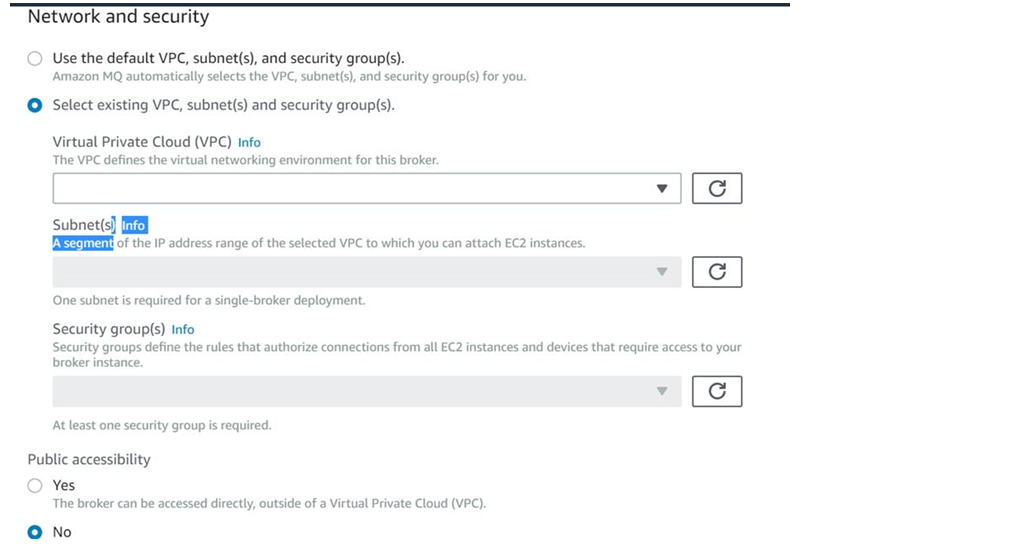 Network and security
Use the default VPC, subnet(s), and security group(s).
Amazon MQ automatically selects the VPC, subnet(s), and security group(s) for you.
Select existing VPC, subnet(s) and security group(s).
Virtual Private Cloud (VPC) Info
The VPC defines the virtual networking environment for this broker.
Subnet(s) Info
A segment of the IP address range of the selected VPC to which you can attach EC2 instances.
One subnet is required for a single-broker deployment.
Security group(s) Info
Security groups define the rules that authorize connections from all EC2 instances and devices that require access to your
broker instance.
At least one security group is required.
Public accessibility
Yes
The broker can be accessed directly, outside of a Virtual Private Cloud (VPC).
No